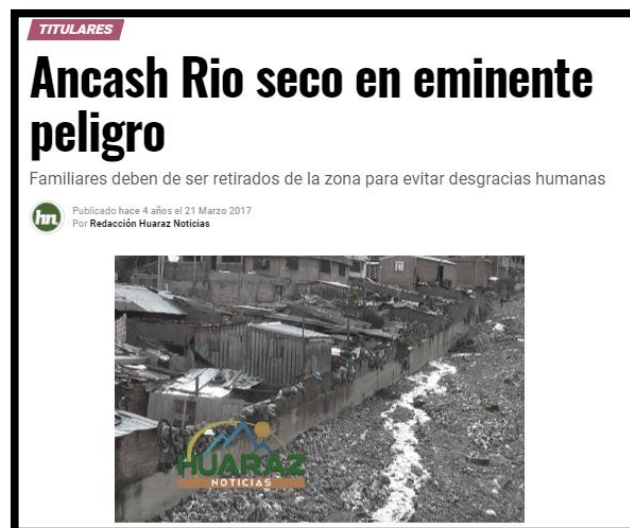 TITULARES
Ancash Rio seco en eminente
peligro
Familiares deben de ser retirados de la zona para evitar desgracias humanas
hn
Publicado hace 4 años el 21 Marzo 2017
Por Redacción Huaraz Noticias
HUARAZ
NOTICIAS